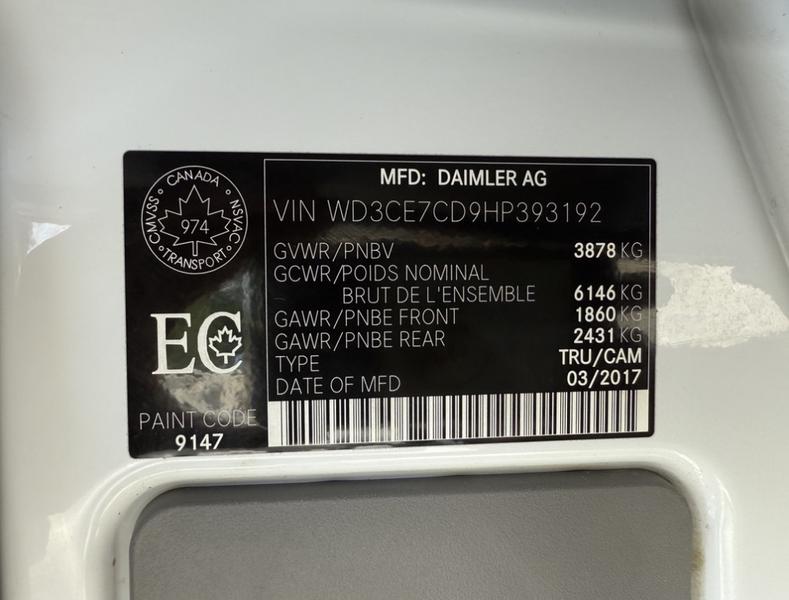 CANADA
CMVSS
NSVAC
974
TRANSPORT
EC
PAINT CODE
9147
MFD: DAIMLER AG
VIN WD3CE7CD9HP393192
GVWR/PNBV 3878 KG
GCWR/POIDS NOMINAL
BRUT DE L'ENSEMBLE 6146 KG
GAWR/PNBE FRONT 1860 KG
GAWR/PNBE REAR 2431 KG
TYPE TRU/CAM
DATE OF MFD 03/2017